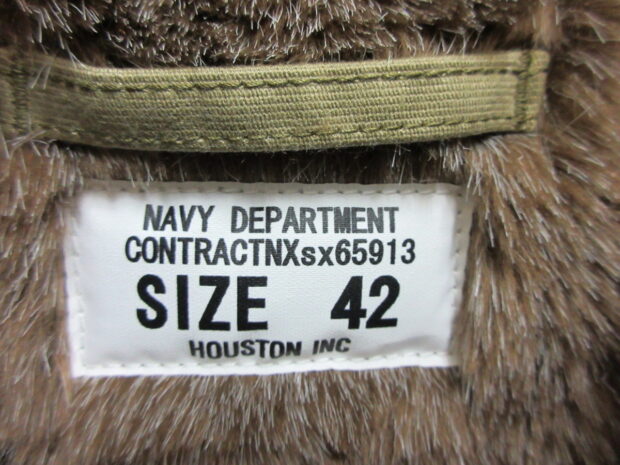 NAVY DEPARTMENT
CONTRACTNXsx65913
SIZE 42
HOUSTON INC